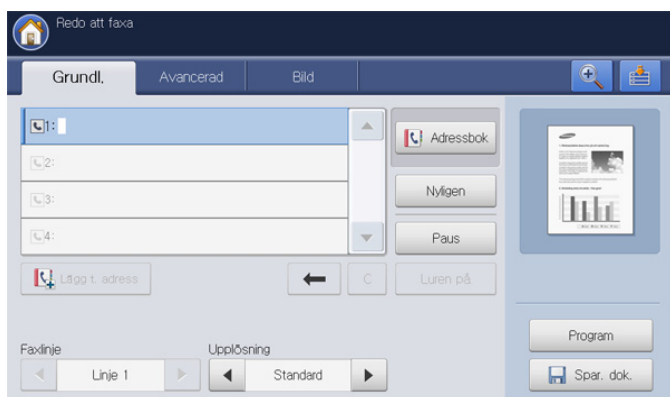 Redo att faxa
Grundl.
Avancerad
Bild
1:
2:
3:
4:
Adressbok
Nyligen
Paus
Lägg t. adress
C
Luren på
Faxlinje
Upplösning
Linje 1
Standard
Program
Spar. dok.